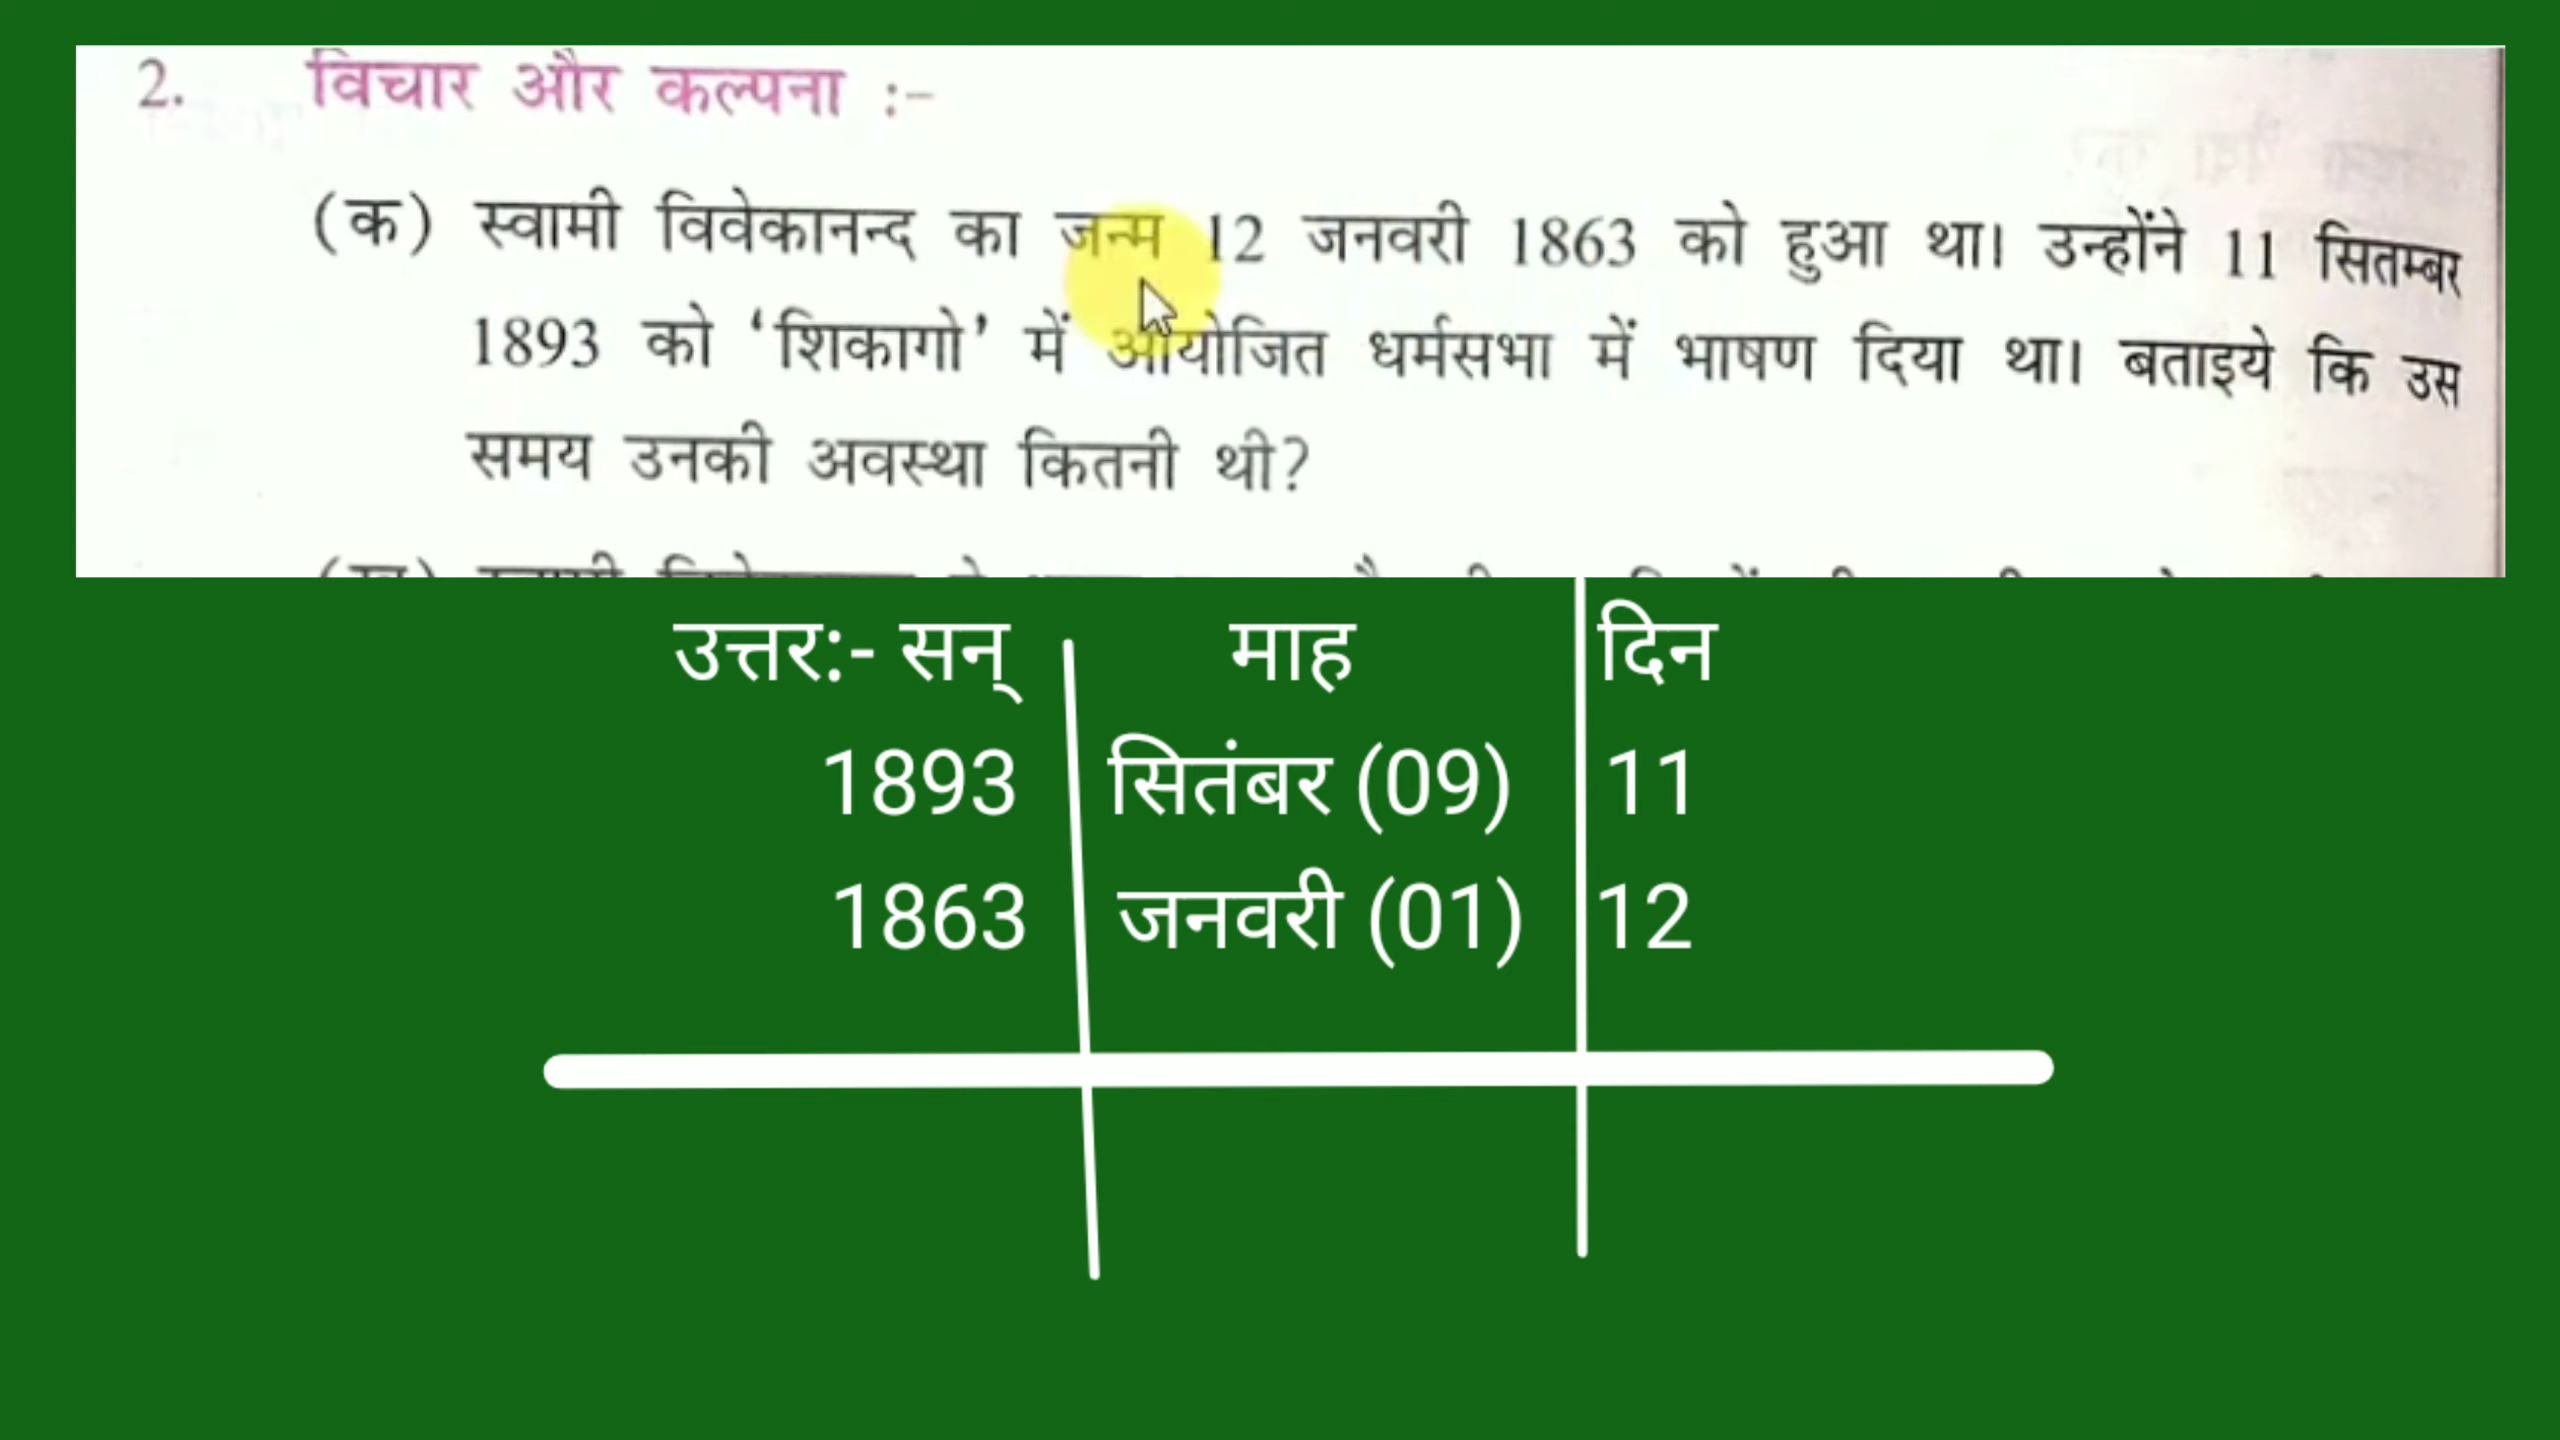 2. विचार और कल्पना :-
(क) स्वामी विवेकानन्द का जन्म 12 जनवरी 1863 को हुआ था। उन्होंने 11 सितम्बर
1893 को ‘शिकागो’ में आयोजित धर्मसभा में भाषण दिया था। बताइये कि उस
समय उनकी अवस्था कितनी थी?
उत्तर:- सन् माह दिन
1893 सितंबर (09) 11
1863 जनवरी (01) 12